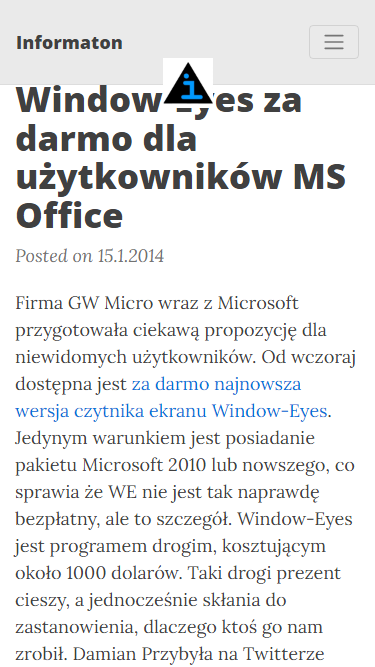 Informaton
Window-Eyes za
darmo dla
użytkowników MS
Office
Posted on 15.1.2014
Firma GW Micro wraz z Microsoft
przygotowała ciekawą propozycję dla
niewidomych użytkowników. Od wczoraj
dostępna jest za darmo najnowsza
wersja czytnika ekranu Window-Eyes.
Jedynym warunkiem jest posiadanie
pakietu Microsoft 2010 lub nowszego, co
sprawia że WE nie jest tak naprawdę
bezpłatny, ale to szczegół. Window-Eyes
jest programem drogim, kosztującym
około 1000 dolarów. Taki drogi prezent
cieszy, a jednocześnie skłania do
zastanowienia, dlaczego ktoś go nam
zrobił. Damian Przybyła na Twitterze